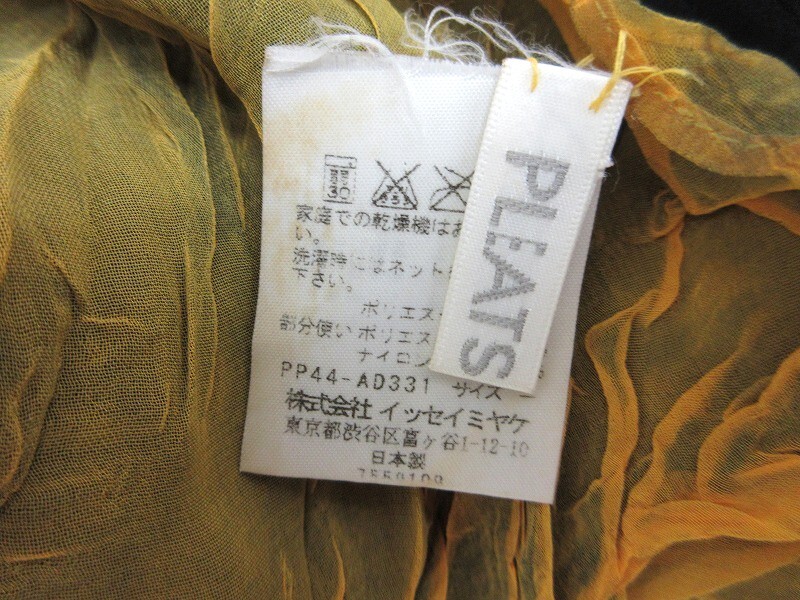 PLEATS
家庭での乾燥機はお
い。
洗濯時にはネット
下さい。
ポリエス
部分使い ポリエス
ナイロン
PP44-AD331 サイズ
株式会社 イッセイミヤケ
東京都渋谷区富ヶ谷1-12-10
日本製